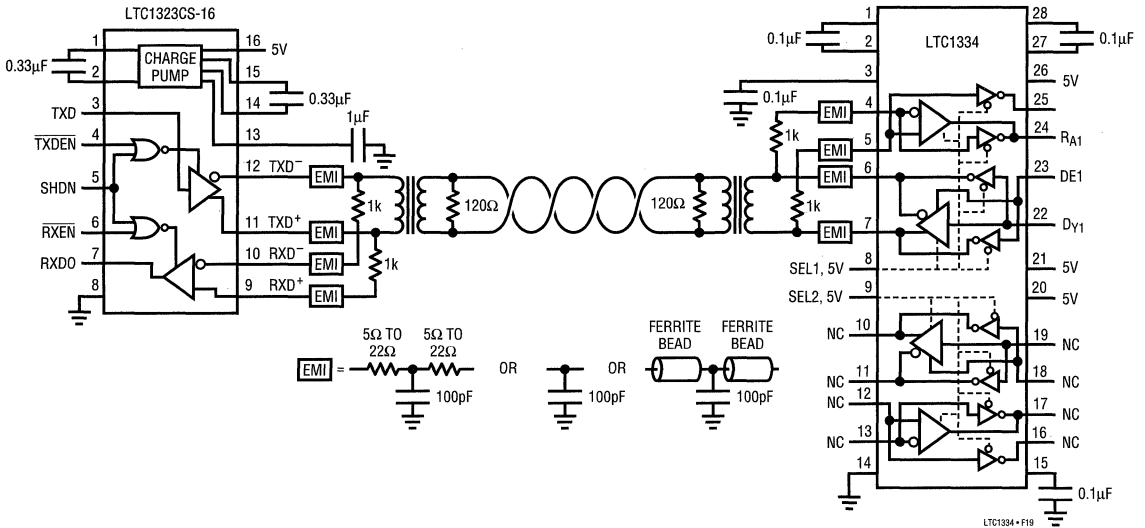 LTC1323CS-16
1
2
3
4
5
6
7
8
0.33µF
TXD
TXDEN
SHDN
RXEN
RXDO
CHARGE
PUMP
16
5V
15
14
0.33µF
13
1µF
12
TXD–
EMI
11
TXD+
EMI
10
RXD–
EMI
9
RXD+
EMI
1k
1k
120Ω
120Ω
LTC1334
1
2
0.1µF
3
0.1µF
EMI
4
1k
EMI
5
EMI
6
1k
EMI
7
SEL1, 5V
8
SEL2, 5V
9
NC
10
NC
11
NC
12
NC
13
14
28
27
0.1µF
26
5V
25
24
RA1
23
DE1
22
DY1
21
5V
20
5V
19
NC
18
NC
17
NC
16
NC
15
0.1µF
EMI
=
5Ω TO
22Ω
5Ω TO
22Ω
100pF
OR
100pF
OR
FERRITE
BEAD
FERRITE
BEAD
100pF
LTC1334 • F19